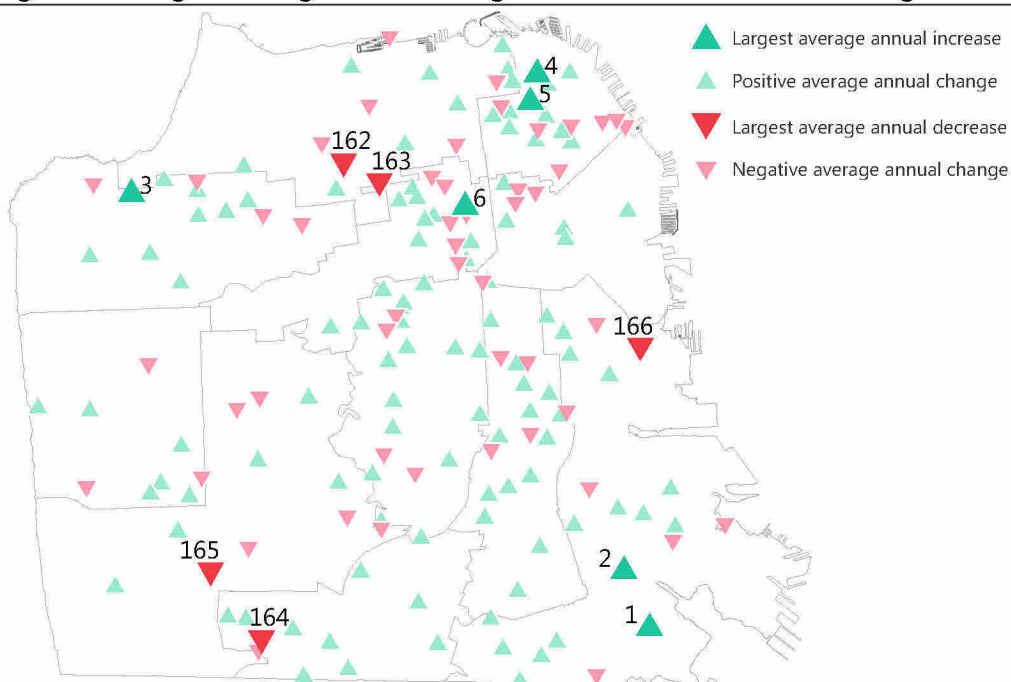 Largest average annual increase
Positive average annual change
Largest average annual decrease
Negative average annual change
4
5
162
163
3
6
166
2
165
1
164